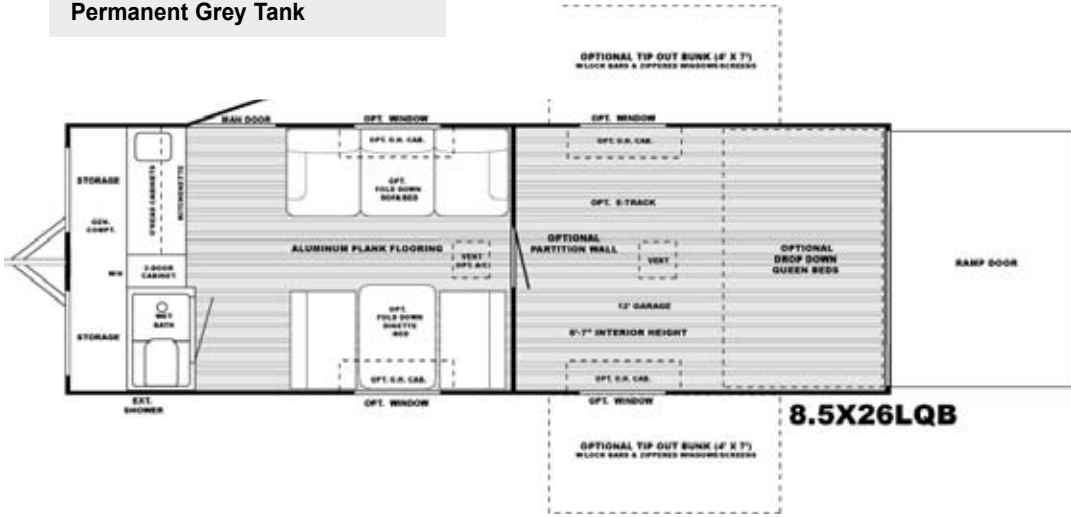 Permanent Grey Tank
OPTIONAL TIP OUT BUNK (4' X 7')
W/LOCK BARS & ZIPPERED WINDOWS/SCREENS
MAN DOOR
OPT. WINDOW
OPT. WINDOW
OPT. O.H. CAB.
OPT. O.H. CAB.
STORAGE
O'HEAD CABINETS
KITCHENETTE
OPT.
FOLD DOWN
SOFA BED
OPT. E-TRACK
GEN.
COMPT.
ALUMINUM PLANK FLOORING
VENT
OPT. A/C
OPTIONAL
PARTITION WALL
VENT
OPTIONAL
DROP DOWN
QUEEN BEDS
RAMP DOOR
W/H
2-DOOR
CABINET
WET
BATH
OPT.
FOLD DOWN
DINETTE
BED
12' GARAGE
6'-7" INTERIOR HEIGHT
STORAGE
OPT. O.H. CAB.
OPT. O.H. CAB.
EXT.
SHOWER
OPT. WINDOW
OPT. WINDOW
8.5X26LQB
OPTIONAL TIP OUT BUNK (4' X 7')
W/LOCK BARS & ZIPPERED WINDOWS/SCREENS